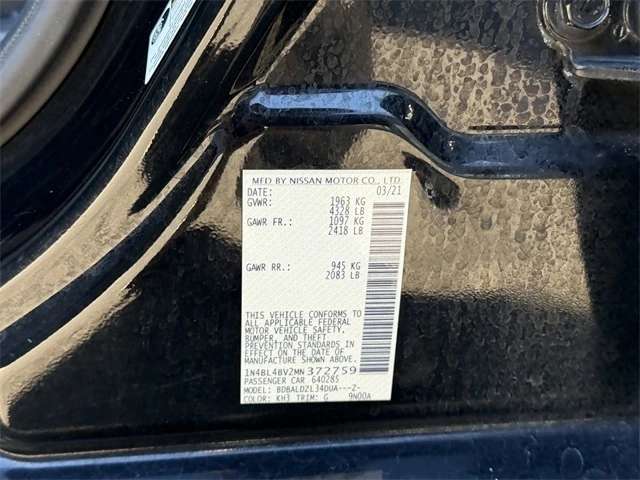 MFD BY NISSAN MOTOR CO., LTD.
DATE: 03/21
GVWR: 1963 KG
4328 LB
GAWR FR.: 1097 KG
2418 LB
GAWR RR.: 945 KG
2083 LB
THIS VEHICLE CONFORMS TO
ALL APPLICABLE FEDERAL
MOTOR VEHICLE SAFETY,
BUMPER, AND THEFT
PREVENTION STANDARDS IN
EFFECT ON THE DATE OF
MANUFACTURE SHOWN ABOVE.
1N4BL4BV2MN372759
PASSENGER CAR 640285
MODEL: BDBALDZL34DUA---Z-
COLOR: KH3 TRIM: G 9N00A